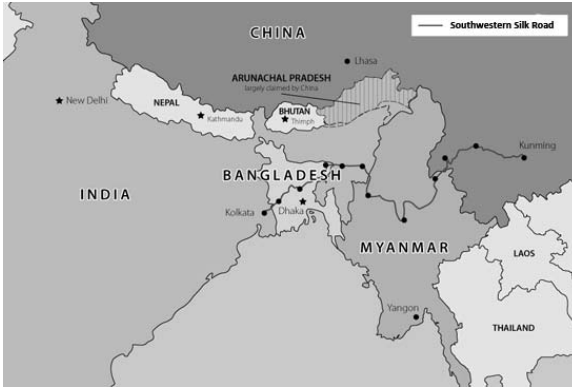 Southwestern Silk Road
CHINA
Lhasa
ARUNACHAL PRADESH
largely claimed by China
New Delhi
NEPAL
Kathmandu
BHUTAN
Thimph
Kunming
BANGLADESH
INDIA
Kolkata
Dhaka
MYANMAR
LAOS
Yangon
THAILAND